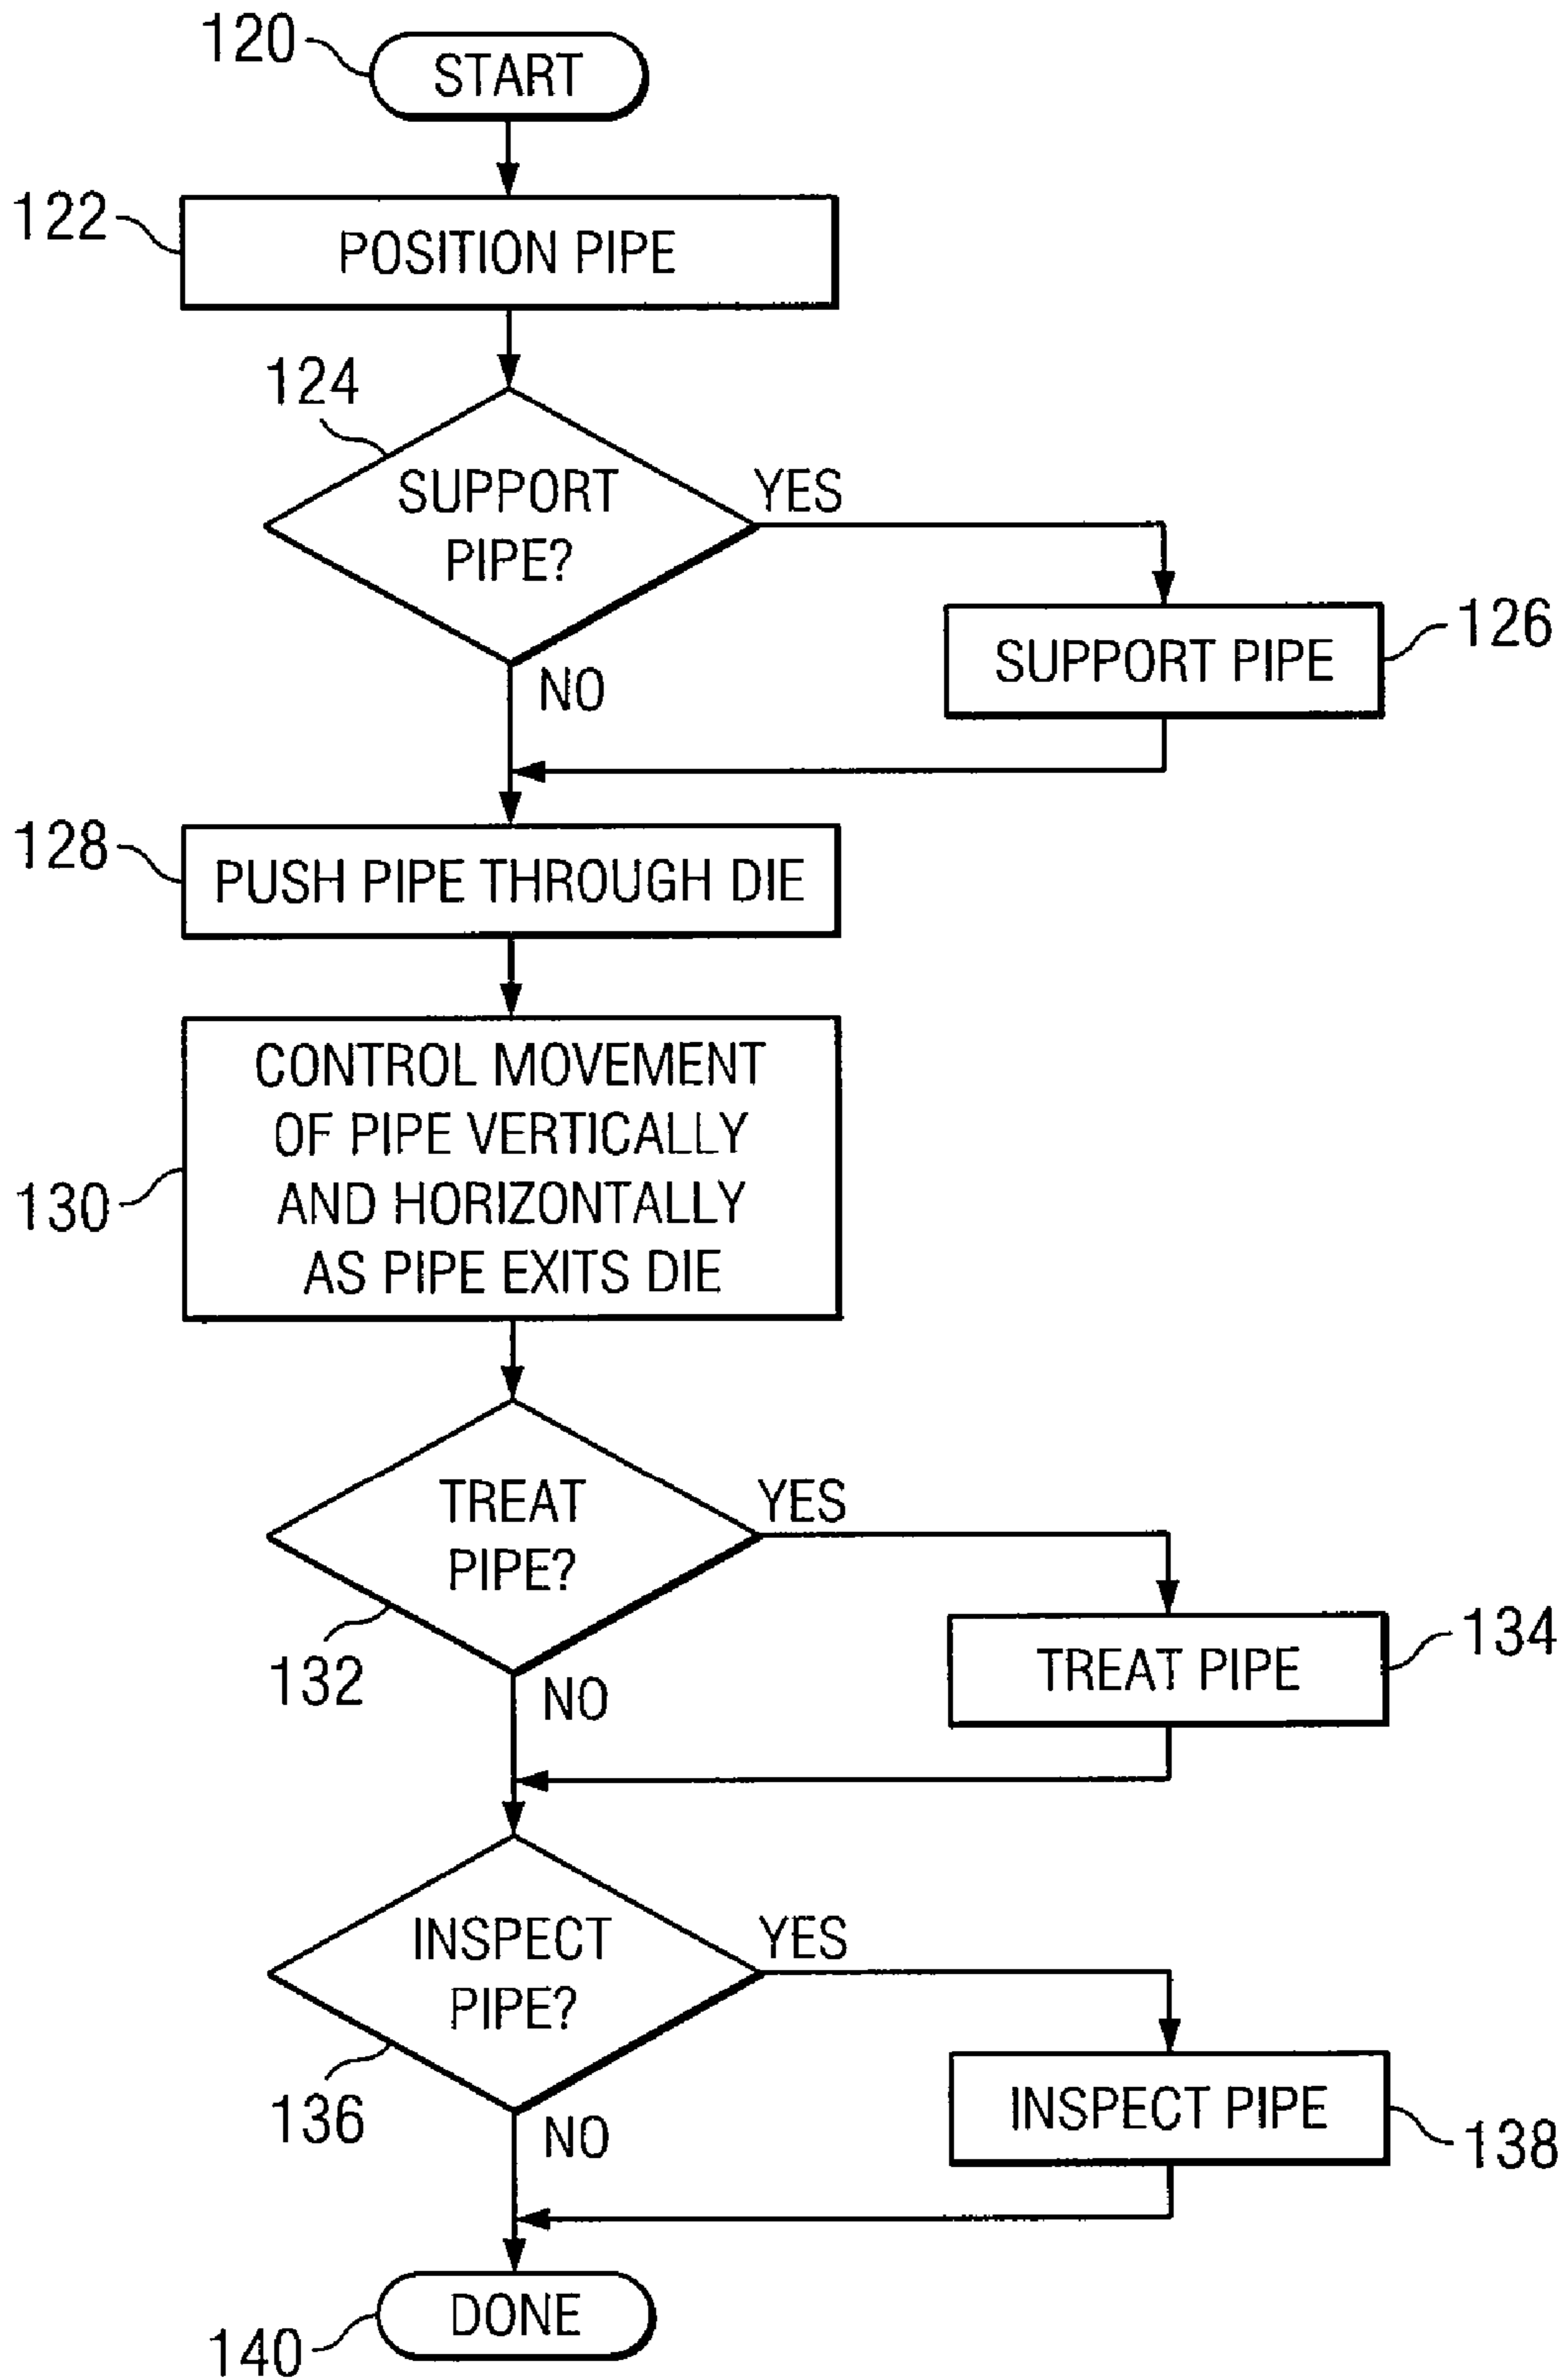 120
START
122
POSITION PIPE
124
SUPPORT
PIPE?
YES
NO
SUPPORT PIPE
126
128
PUSH PIPE THROUGH DIE
130
CONTROL MOVEMENT
OF PIPE VERTICALLY
AND HORIZONTALLY
AS PIPE EXITS DIE
TREAT
PIPE?
YES
132
NO
TREAT PIPE
134
INSPECT
PIPE?
YES
136
NO
INSPECT PIPE
138
DONE
140